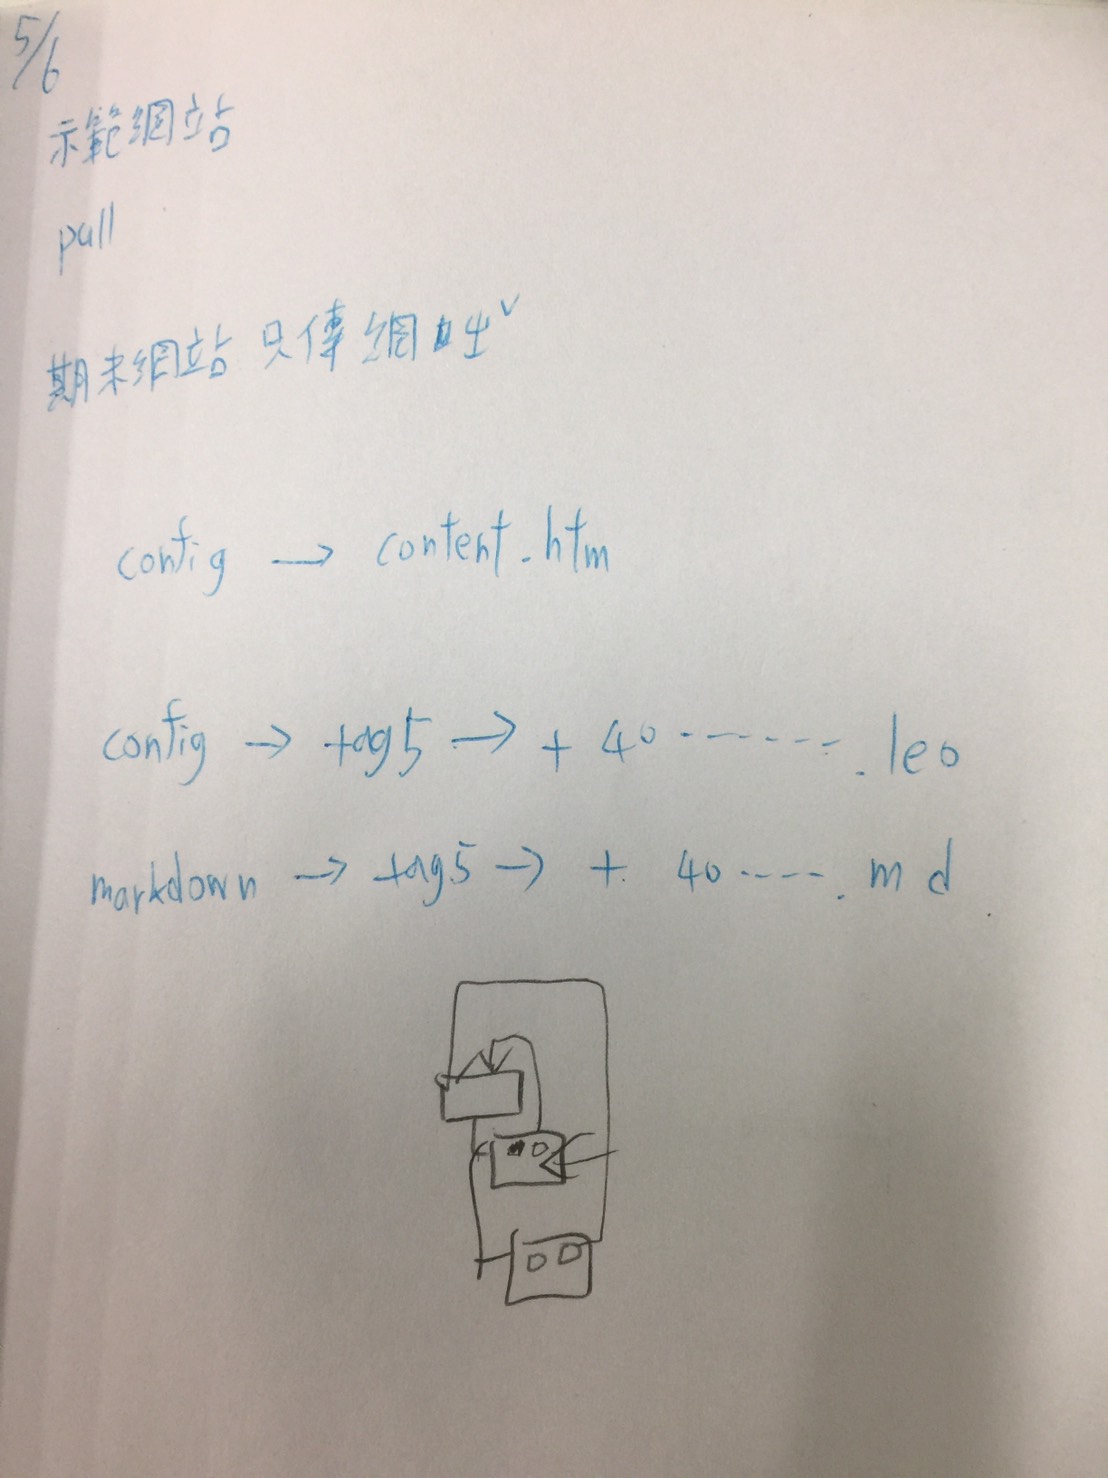 5/6
示範網站
pull
期末網站 只傳網址
config → content.htm
config → tag5 → + 40--------.leo
markdown → tag5 → + 40-----.md